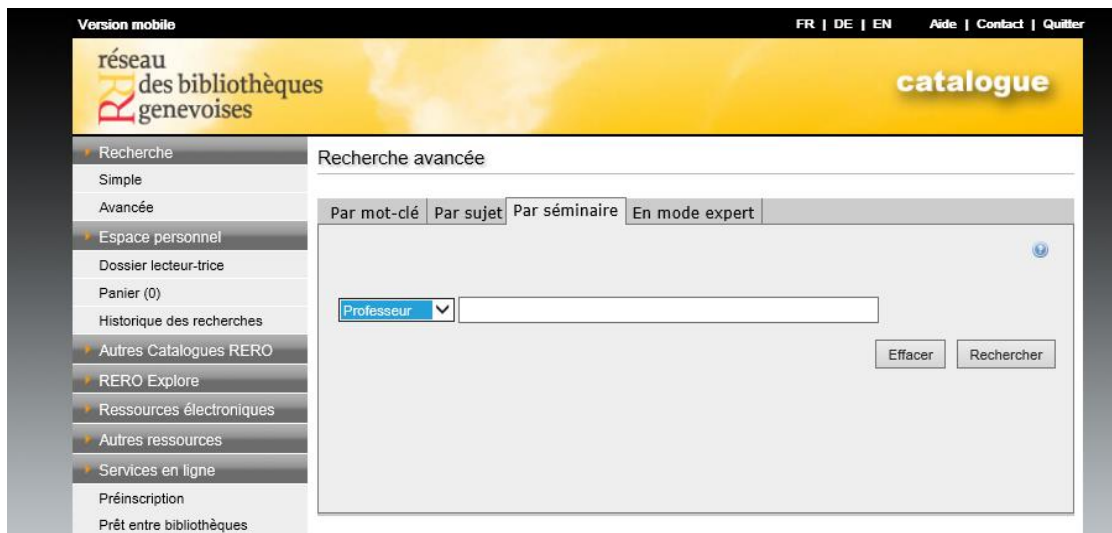 Version mobile
FR | DE | EN Aide | Contact | Quitter
réseau
des bibliothèques
genevoises
catalogue
Recherche
Simple
Avancée
Espace personnel
Dossier lecteur-trice
Panier (0)
Historique des recherches
Autres Catalogues RERO
RERO Explore
Ressources électroniques
Autres ressources
Services en ligne
Préinscription
Prêt entre bibliothèques
Recherche avancée
Par mot-clé Par sujet Par séminaire En mode expert
?
Professeur
Effacer Rechercher